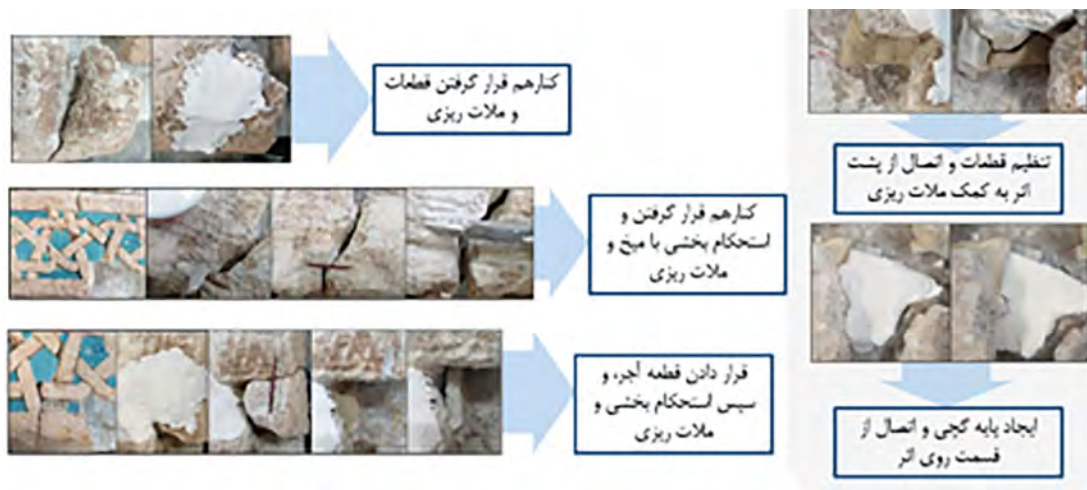 کنارهم قرار گرفتن قطعات
و ملات ریزی
کنارهم قرار گرفتن و
استحکام بخشی با میخ و
ملات ریزی
قرار دادن قطعه آجر، و
سپس استحکام بخشی و
ملات ریزی
تنظیم قطعات و اتصال از پشت
اثر به کمک ملات ریزی
ایجاد پایه گچی و اتصال از
قسمت روی اثر